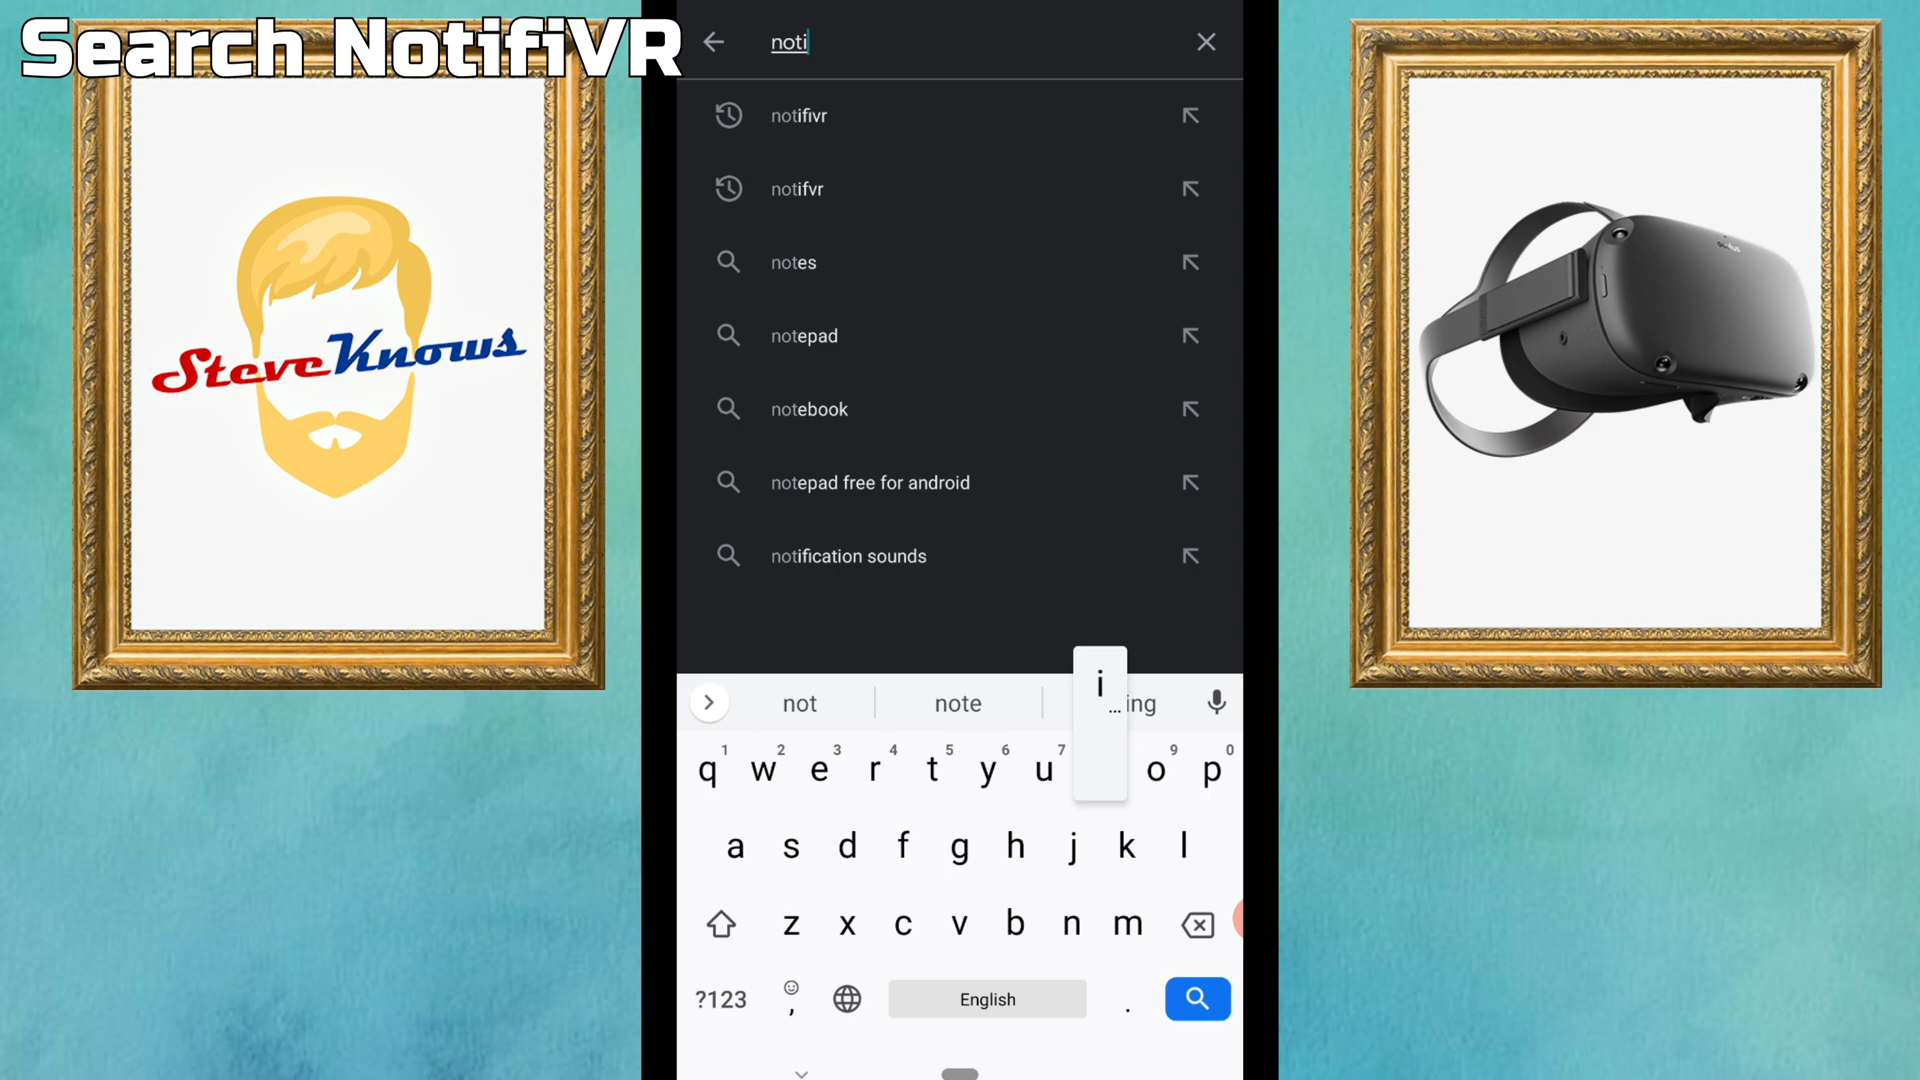 Search NotifiVR
noti
notifivr
notifvr
notes
notepad
notebook
notepad free for android
notification sounds
SteveKnows
oculus
not
note
ing
i
...
1 2 3 4 5 6 7 9 0
q w e r t y u o p
a s d f g h j k l
z x c v b n m
?123 , English .